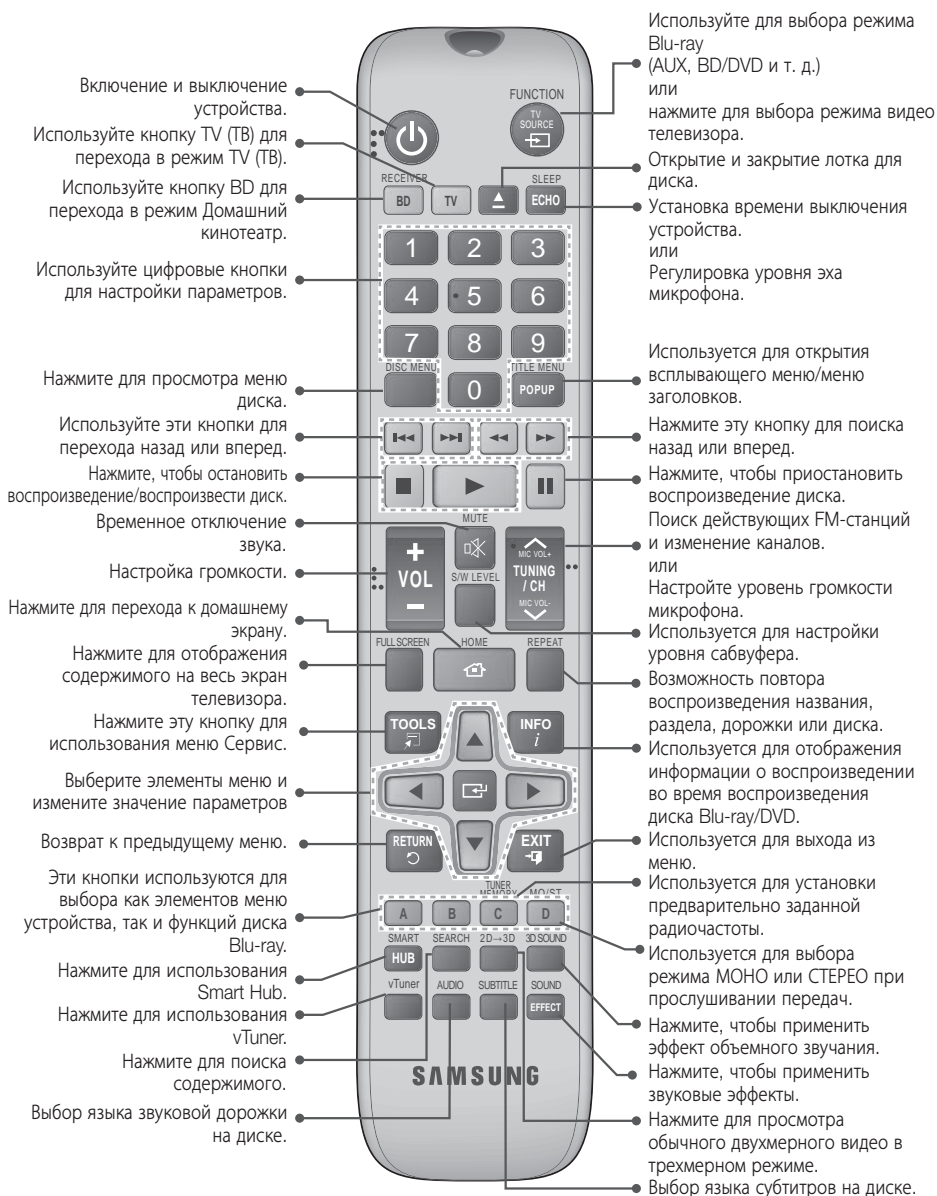 Включение и выключение
устройства.
Используйте кнопку TV (ТВ) для
перехода в режим TV (ТВ).
Используйте кнопку BD для
перехода в режим Домашний
кинотеатр.
Используйте цифровые кнопки
для настройки параметров.
Нажмите для просмотра меню
диска.
Используйте эти кнопки для
перехода назад или вперед.
Нажмите, чтобы остановить
воспроизведение/воспроизвести диск.
Временное отключение
звука.
Настройка громкости.
Нажмите для перехода к домашнему
экрану.
Нажмите для отображения
содержимого на весь экран
телевизора.
Нажмите эту кнопку для
использования меню Сервис.
Выберите элементы меню и
измените значение параметров
Возврат к предыдущему меню.
Эти кнопки используются для
выбора как элементов меню
устройства, так и функций диска
Blu-ray.
Нажмите для использования
Smart Hub.
Нажмите для использования
vTuner.
Нажмите для поиска
содержимого.
Выбор языка звуковой дорожки
на диске.
FUNCTION
TV
SOURCE
RECEIVER
SLEEP
BD
TV
ECHO
1 2 3
4 5 6
7 8 9
DISC MENU
TITLE MENU
0
POPUP
MUTE
+
VOL
−
MIC VOL+
TUNING
/ CH
MIC VOL-
S/W LEVEL
FULL SCREEN
HOME
REPEAT
TOOLS
INFO
i
RETURN
EXIT
TUNER
MEMORY
MO/ST
A B C D
SMART
SEARCH
2D→3D
3D SOUND
HUB
vTuner
AUDIO
SUBTITLE
SOUND
EFFECT
SAMSUNG
Используйте для выбора режима
Blu-ray
(AUX, BD/DVD и т. д.)
или
нажмите для выбора режима видео
телевизора.
Открытие и закрытие лотка для
диска.
Установка времени выключения
устройства.
или
Регулировка уровня эха
микрофона.
Используется для открытия
всплывающего меню/меню
заголовков.
Нажмите эту кнопку для поиска
назад или вперед.
Нажмите, чтобы приостановить
воспроизведение диска.
Поиск действующих FM-станций
и изменение каналов.
или
Настройте уровень громкости
микрофона.
Используется для настройки
уровня сабвуфера.
Возможность повтора
воспроизведения названия,
раздела, дорожки или диска.
Используется для отображения
информации о воспроизведении
во время воспроизведения
диска Blu-ray/DVD.
Используется для выхода из
меню.
Используется для установки
предварительно заданной
радиочастоты.
Используется для выбора
режима МОНО или СТЕРЕО при
прослушивании передач.
Нажмите, чтобы применить
эффект объемного звучания.
Нажмите, чтобы применить
звуковые эффекты.
Нажмите для просмотра
обычного двухмерного видео в
трехмерном режиме.
Выбор языка субтитров на диске.